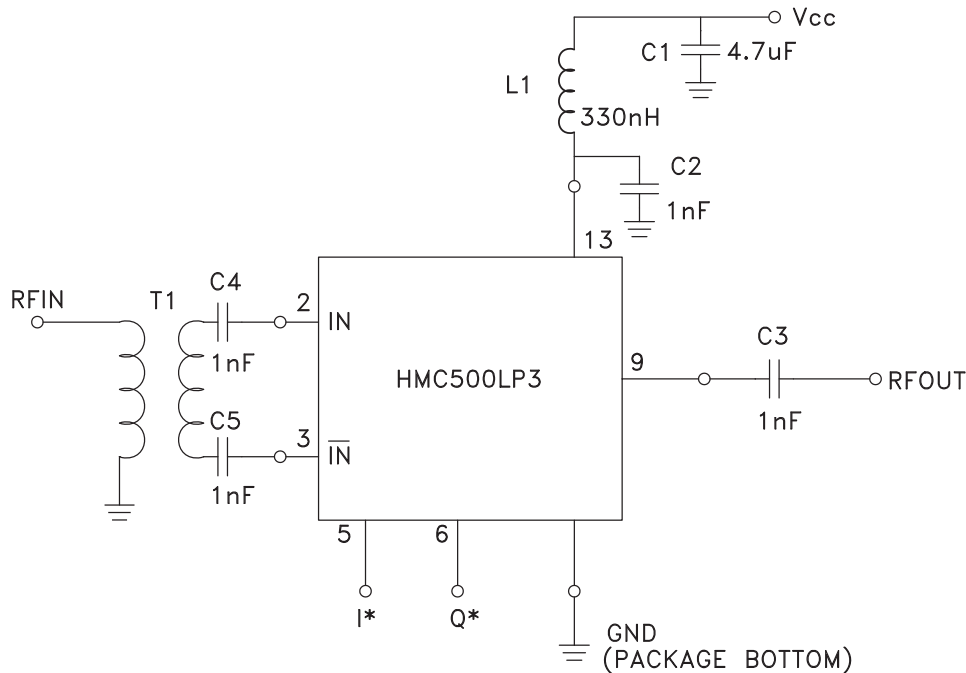 Vcc
C1
4.7uF
L1
330nH
C2
1nF
13
RFIN
T1
C4
1nF
2
IN
HMC500LP3
9
C3
1nF
RFOUT
C5
1nF
3
IN
5
6
I*
Q*
GND
(PACKAGE BOTTOM)